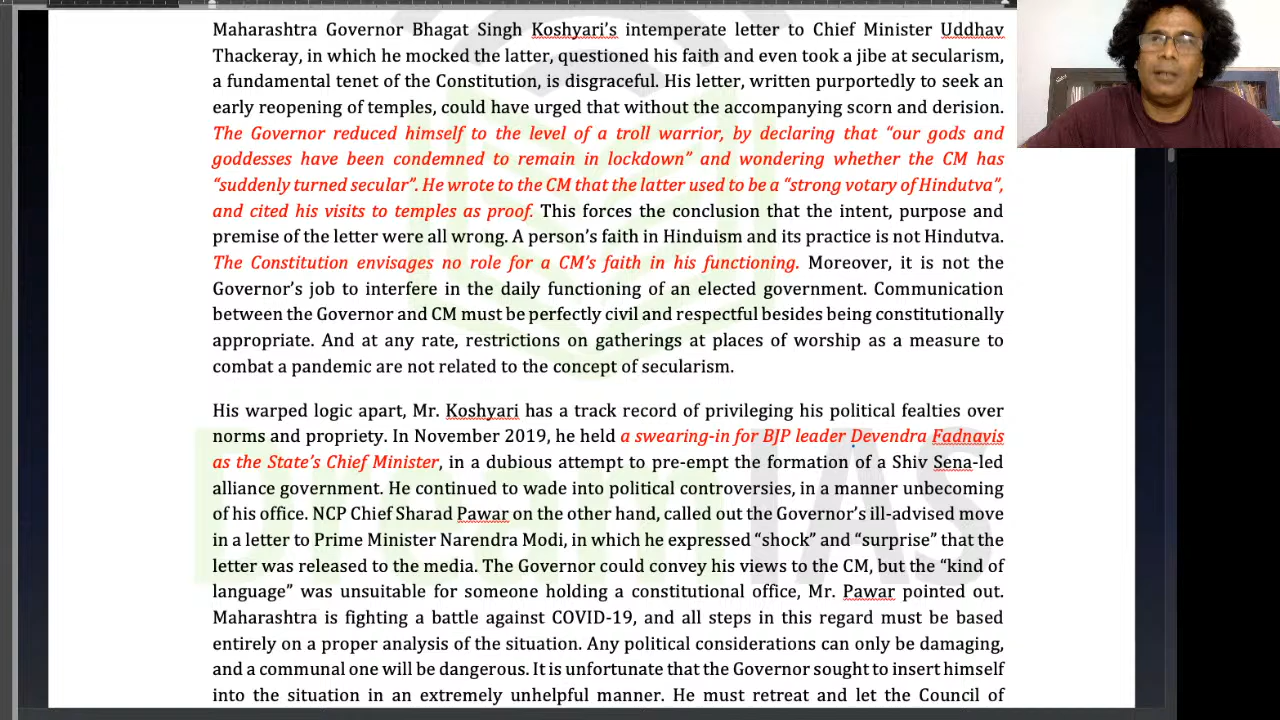 Maharashtra Governor Bhagat Singh Koshyari's intemperate letter to Chief Minister Uddhav
Thackeray, in which he mocked the latter, questioned his faith and even took a jibe at secularism,
a fundamental tenet of the Constitution, is disgraceful. His letter, written purportedly to seek an
early reopening of temples, could have urged that without the accompanying scorn and derision.
The Governor reduced himself to the level of a troll warrior, by declaring that “our gods and
goddesses have been condemned to remain in lockdown” and wondering whether the CM has
“suddenly turned secular”. He wrote to the CM that the latter used to be a “strong votary of Hindutva”,
and cited his visits to temples as proof. This forces the conclusion that the intent, purpose and
premise of the letter were all wrong. A person’s faith in Hinduism and its practice is not Hindutva.
The Constitution envisages no role for a CM’s faith in his functioning. Moreover, it is not the
Governor’s job to interfere in the daily functioning of an elected government. Communication
between the Governor and CM must be perfectly civil and respectful besides being constitutionally
appropriate. And at any rate, restrictions on gatherings at places of worship as a measure to
combat a pandemic are not related to the concept of secularism.
His warped logic apart, Mr. Koshyari has a track record of privileging his political fealties over
norms and propriety. In November 2019, he held a swearing-in for BJP leader Devendra Fadnavis
as the State’s Chief Minister, in a dubious attempt to pre-empt the formation of a Shiv Sena-led
alliance government. He continued to wade into political controversies, in a manner unbecoming
of his office. NCP Chief Sharad Pawar on the other hand, called out the Governor’s ill-advised move
in a letter to Prime Minister Narendra Modi, in which he expressed “shock” and “surprise” that the
letter was released to the media. The Governor could convey his views to the CM, but the “kind of
language” was unsuitable for someone holding a constitutional office, Mr. Pawar pointed out.
Maharashtra is fighting a battle against COVID-19, and all steps in this regard must be based
entirely on a proper analysis of the situation. Any political considerations can only be damaging,
and a communal one will be dangerous. It is unfortunate that the Governor sought to insert himself
into the situation in an extremely unhelpful manner. He must retreat and let the Council of
DreamIAS